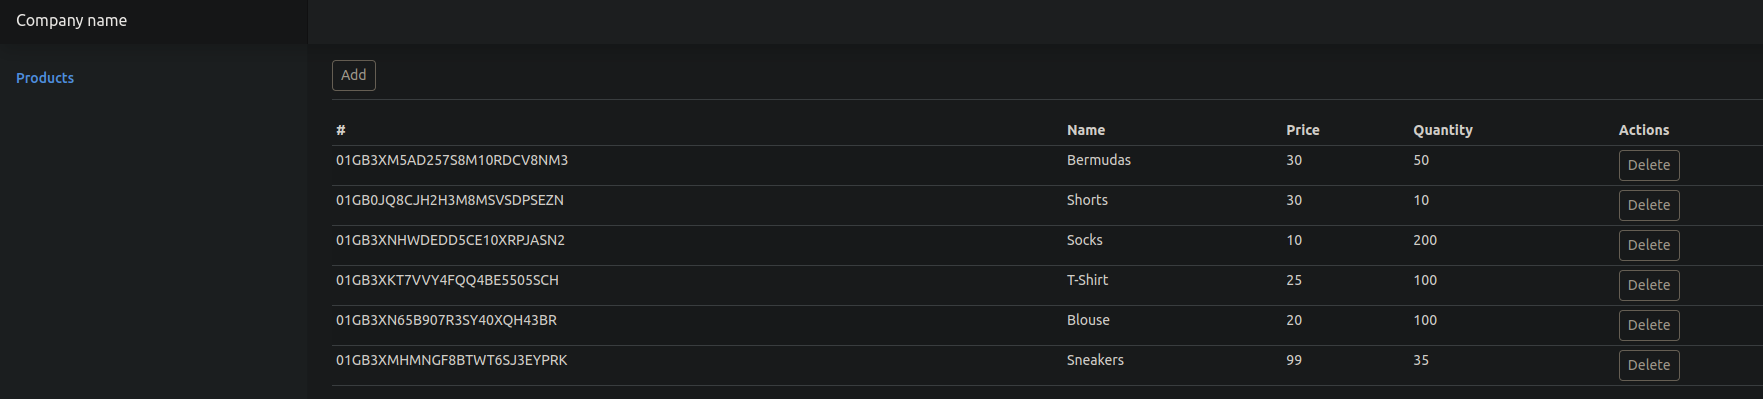 Company name
Products
Add
# Name Price Quantity Actions
01GB3XM5AD257S8M10RDCV8NM3 Bermudas 30 50 Delete
01GB0JQ8CJH2H3M8MSVSDPSEZN Shorts 30 10 Delete
01GB3XNHWDEDD5CE10XRPJASN2 Socks 10 200 Delete
01GB3XKT7VVY4FQQ4BE5505SCH T-Shirt 25 100 Delete
01GB3XN65B907R3SY40XQH43BR Blouse 20 100 Delete
01GB3XMHMNGF8BTWT6SJ3EYPRK Sneakers 99 35 Delete